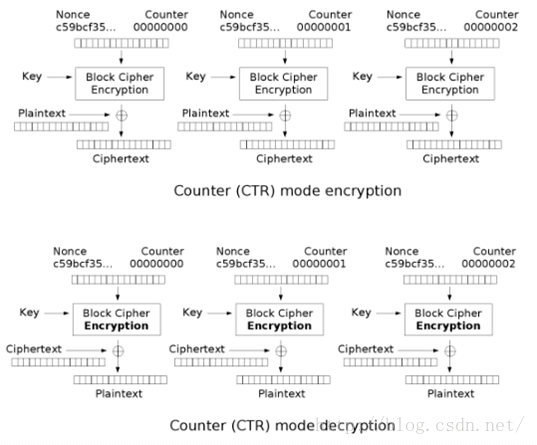 Nonce Counter Nonce Counter Nonce Counter
c59bcf35... 00000000 c59bcf35... 00000001 c59bcf35... 00000002
Key Block Cipher Encryption Key Block Cipher Encryption Key Block Cipher Encryption
Plaintext Plaintext Plaintext
Ciphertext Ciphertext Ciphertext
Counter (CTR) mode encryption
Nonce Counter Nonce Counter Nonce Counter
c59bcf35... 00000000 c59bcf35... 00000001 c59bcf35... 00000002
Key Block Cipher Encryption Key Block Cipher Encryption Key Block Cipher Encryption
Ciphertext Ciphertext Ciphertext
Plaintext Plaintext Plaintext
Counter (CTR) mode decryption
blog.csdn.net/